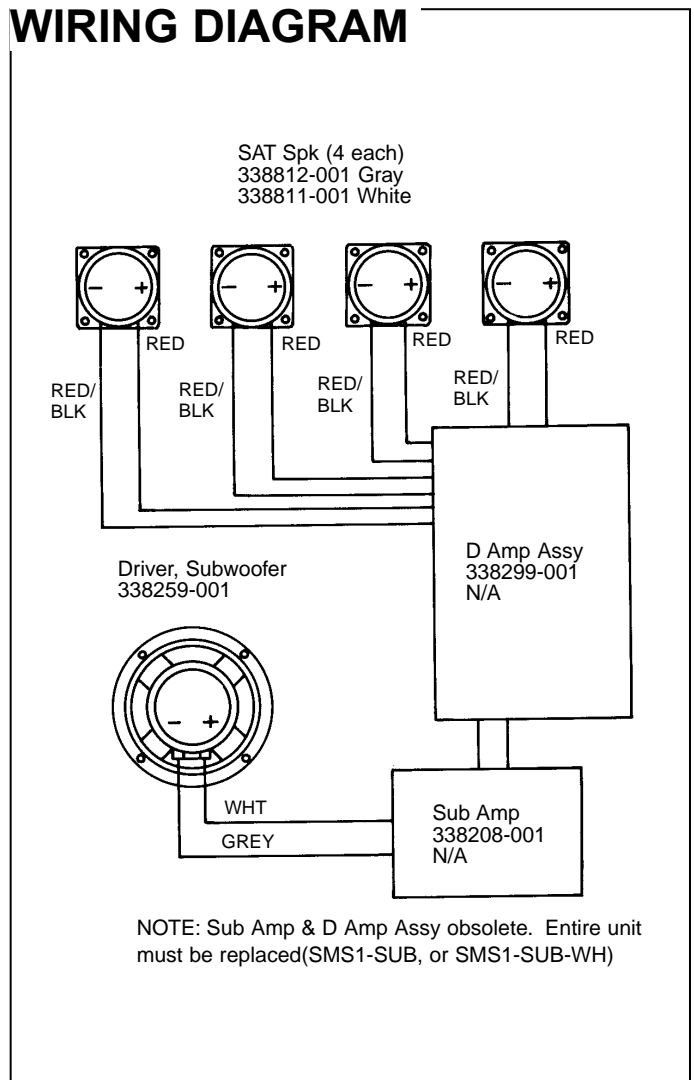 WIRING DIAGRAM
SAT Spk (4 each)
338812-001 Gray
338811-001 White
- +
- +
- +
- +
RED
RED
RED
RED
RED/
BLK
RED/
BLK
RED/
BLK
RED/
BLK
D Amp Assy
338299-001
N/A
Driver, Subwoofer
338259-001
- +
WHT
GREY
Sub Amp
338208-001
N/A
NOTE: Sub Amp & D Amp Assy obsolete. Entire unit
must be replaced(SMS1-SUB, or SMS1-SUB-WH)